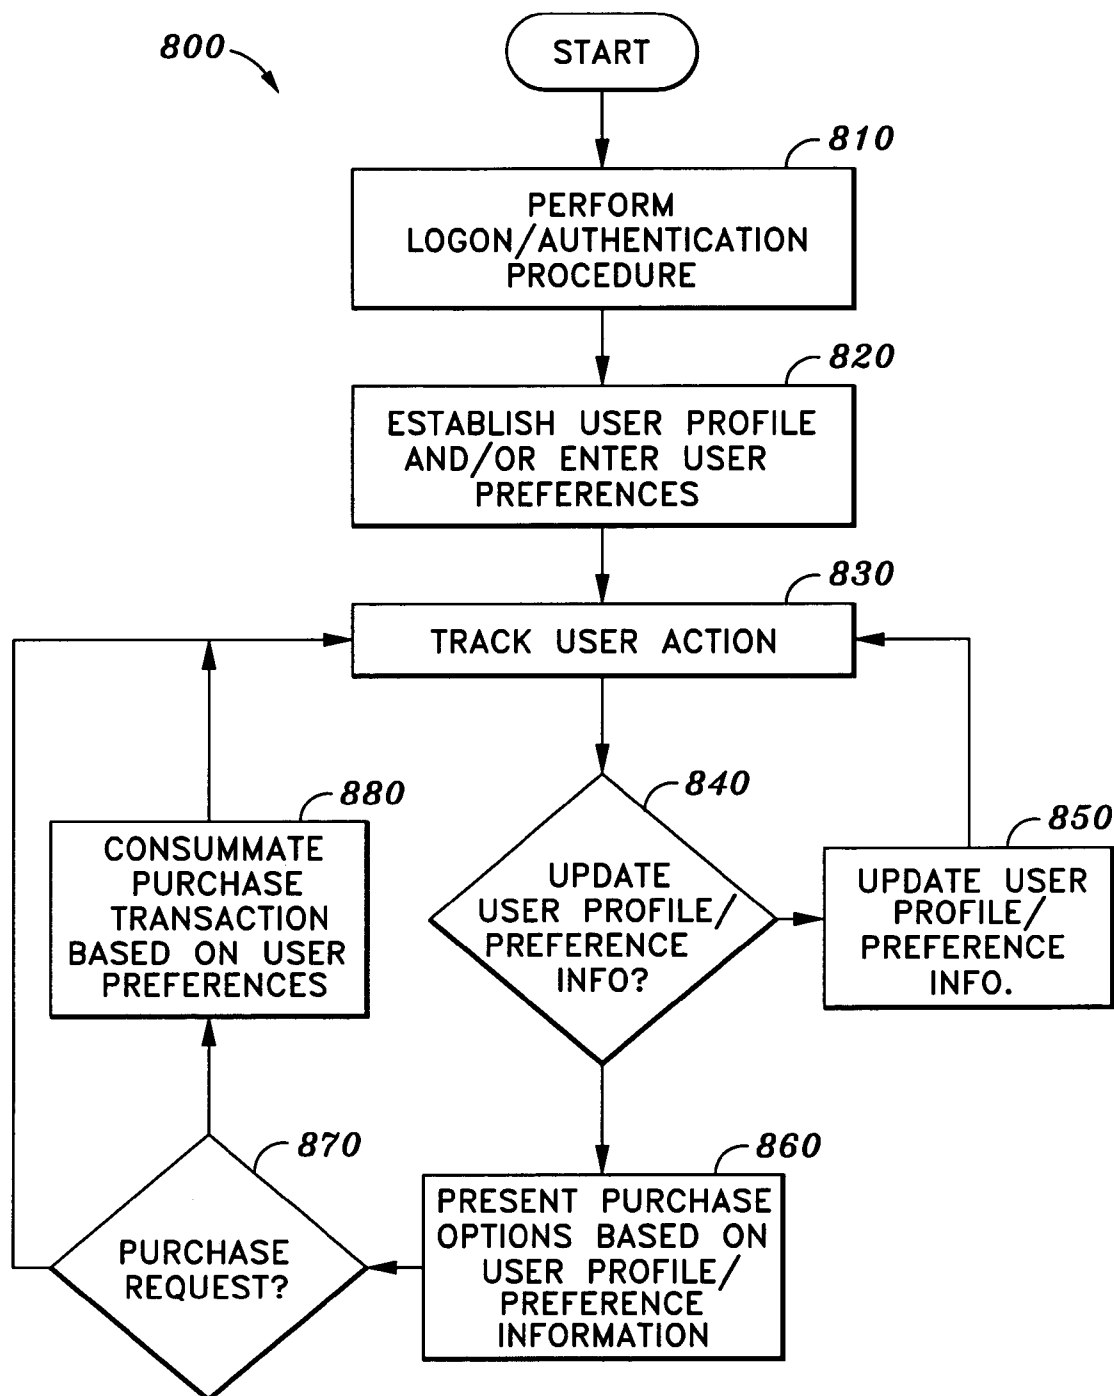 800
START
810
PERFORM
LOGON/AUTHENTICATION
PROCEDURE
820
ESTABLISH USER PROFILE
AND/OR ENTER USER
PREFERENCES
830
TRACK USER ACTION
840
UPDATE
USER PROFILE/
PREFERENCE
INFO?
850
UPDATE USER
PROFILE/
PREFERENCE
INFO.
880
CONSUMMATE
PURCHASE
TRANSACTION
BASED ON USER
PREFERENCES
870
PURCHASE
REQUEST?
860
PRESENT PURCHASE
OPTIONS BASED ON
USER PROFILE/
PREFERENCE
INFORMATION